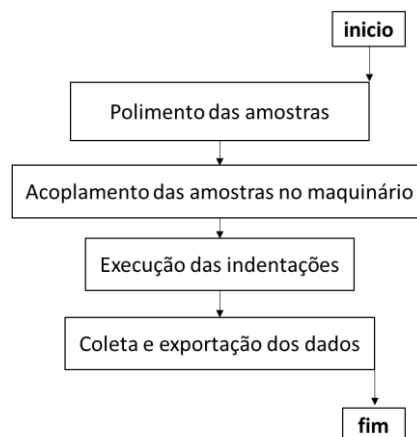 inicio
Polimento das amostras
Acoplamento das amostras no maquinário
Execução das indentações
Coleta e exportação dos dados
fim